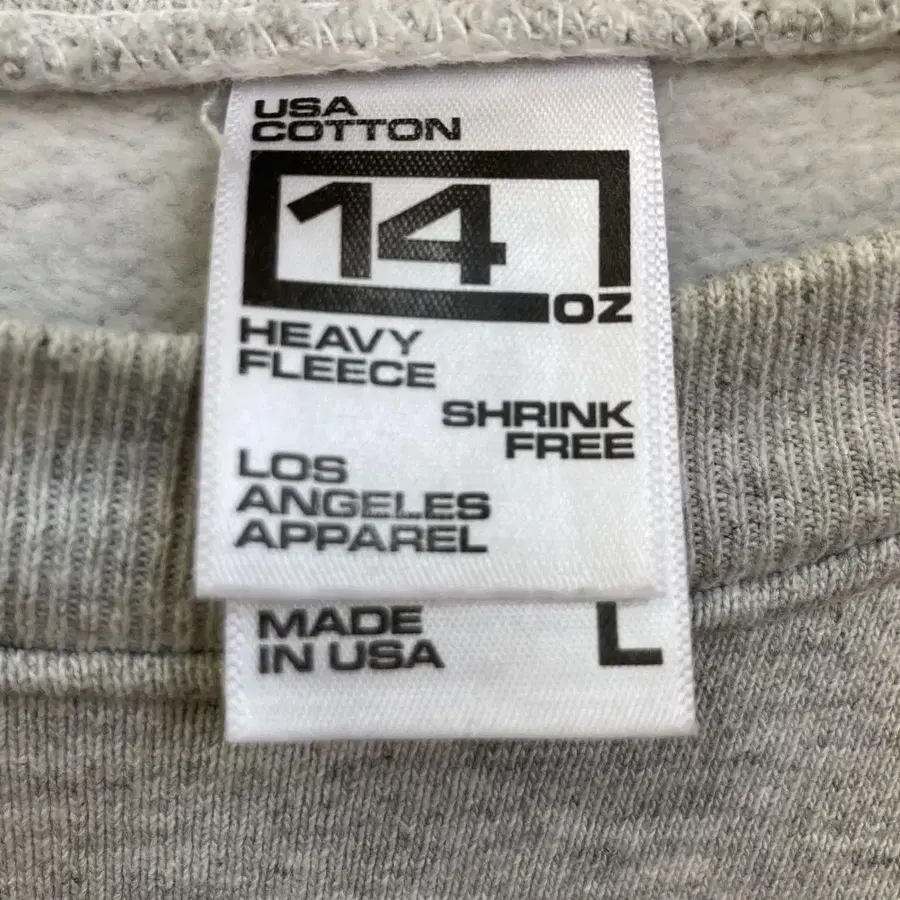 USA
COTTON
14
OZ
HEAVY
FLEECE
SHRINK
FREE
LOS
ANGELES
APPAREL
MADE
IN USA
L